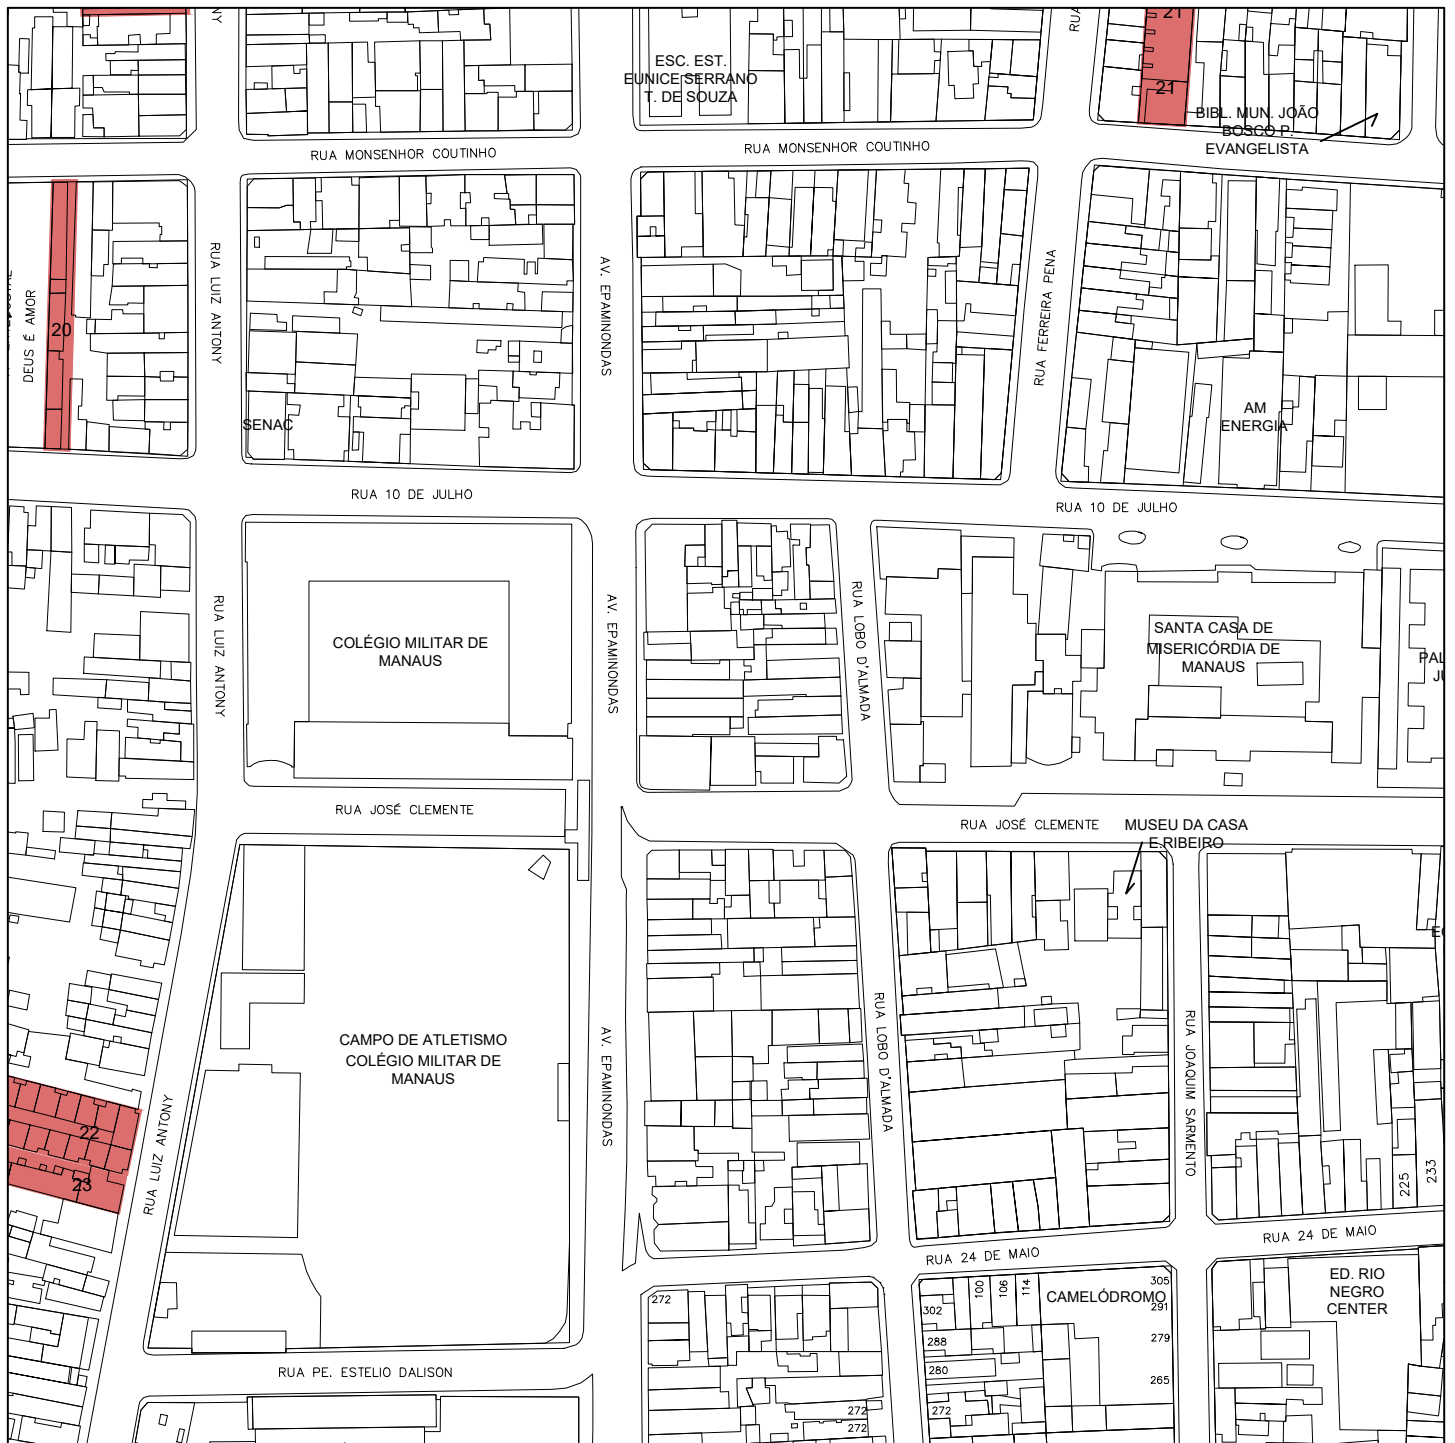 21
21
ESC. EST.
EUNICE SERRANO
T. DE SOUZA
BIBL. MUN. JOÃO
BOSCO P.
EVANGELISTA
RUA
RUA MONSENHOR COUTINHO
RUA MONSENHOR COUTINHO
DEUS É AMOR
20
RUA LUIZ ANTONY
AV. EPAMINONDAS
RUA FERREIRA PENA
SENAC
AM
ENERGIA
RUA 10 DE JULHO
RUA 10 DE JULHO
RUA LUIZ ANTONY
COLÉGIO MILITAR DE
MANAUS
AV. EPAMINONDAS
RUA LOBO D'ALMADA
SANTA CASA DE
MISERICÓRDIA DE
MANAUS
PAL
RUA JOSÉ CLEMENTE
RUA JOSÉ CLEMENTE
MUSEU DA CASA
E.RIBEIRO
CAMPO DE ATLETISMO
COLÉGIO MILITAR DE
MANAUS
AV. EPAMINONDAS
RUA LOBO D'ALMADA
RUA JOAQUIM SARMENTO
22
23
RUA LUIZ ANTONY
225
233
RUA 24 DE MAIO
RUA 24 DE MAIO
272
302
100
106
114
CAMELÓDROMO
305
291
279
265
288
280
272
272
272
ED. RIO
NEGRO
CENTER
RUA PE. ESTELIO DALISON